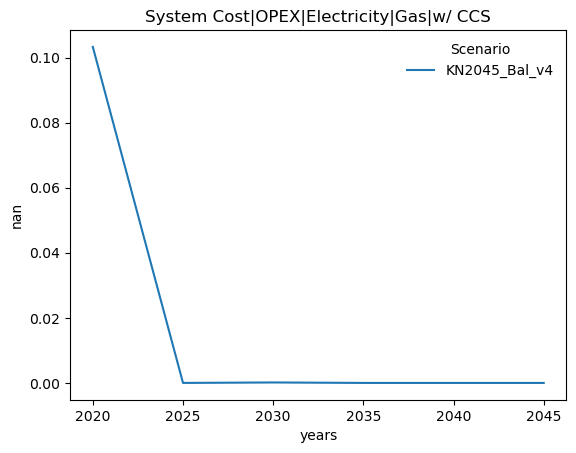 System Cost|OPEX|Electricity|Gas|w/ CCS
Scenario
KN2045_Bal_v4
0.10
0.08
0.06
0.04
0.02
0.00
nan
2020 2025 2030 2035 2040 2045
years